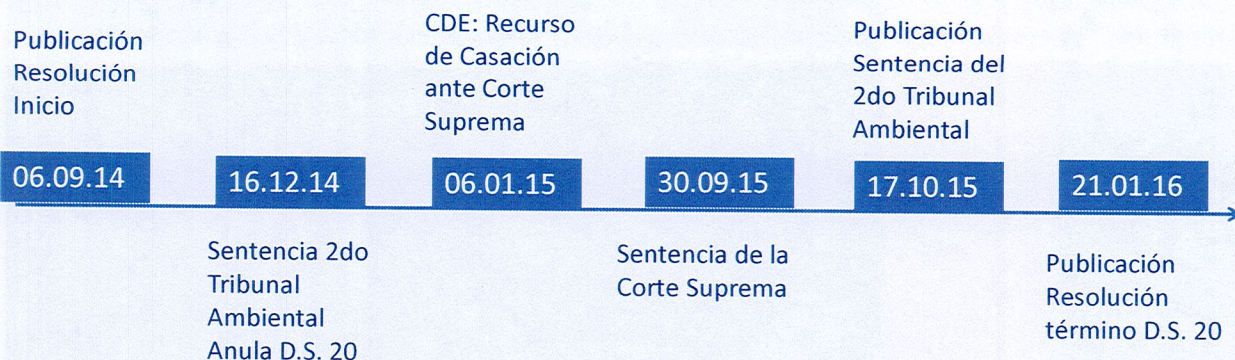 Publicación
Resolución
Inicio
06.09.14
16.12.14
Sentencia 2do
Tribunal
Ambiental
Anula D.S. 20
CDE: Recurso
de Casación
ante Corte
Suprema
06.01.15
30.09.15
Sentencia de la
Corte Suprema
Publicación
Sentencia del
2do Tribunal
Ambiental
17.10.15
21.01.16
Publicación
Resolución
término D.S. 20